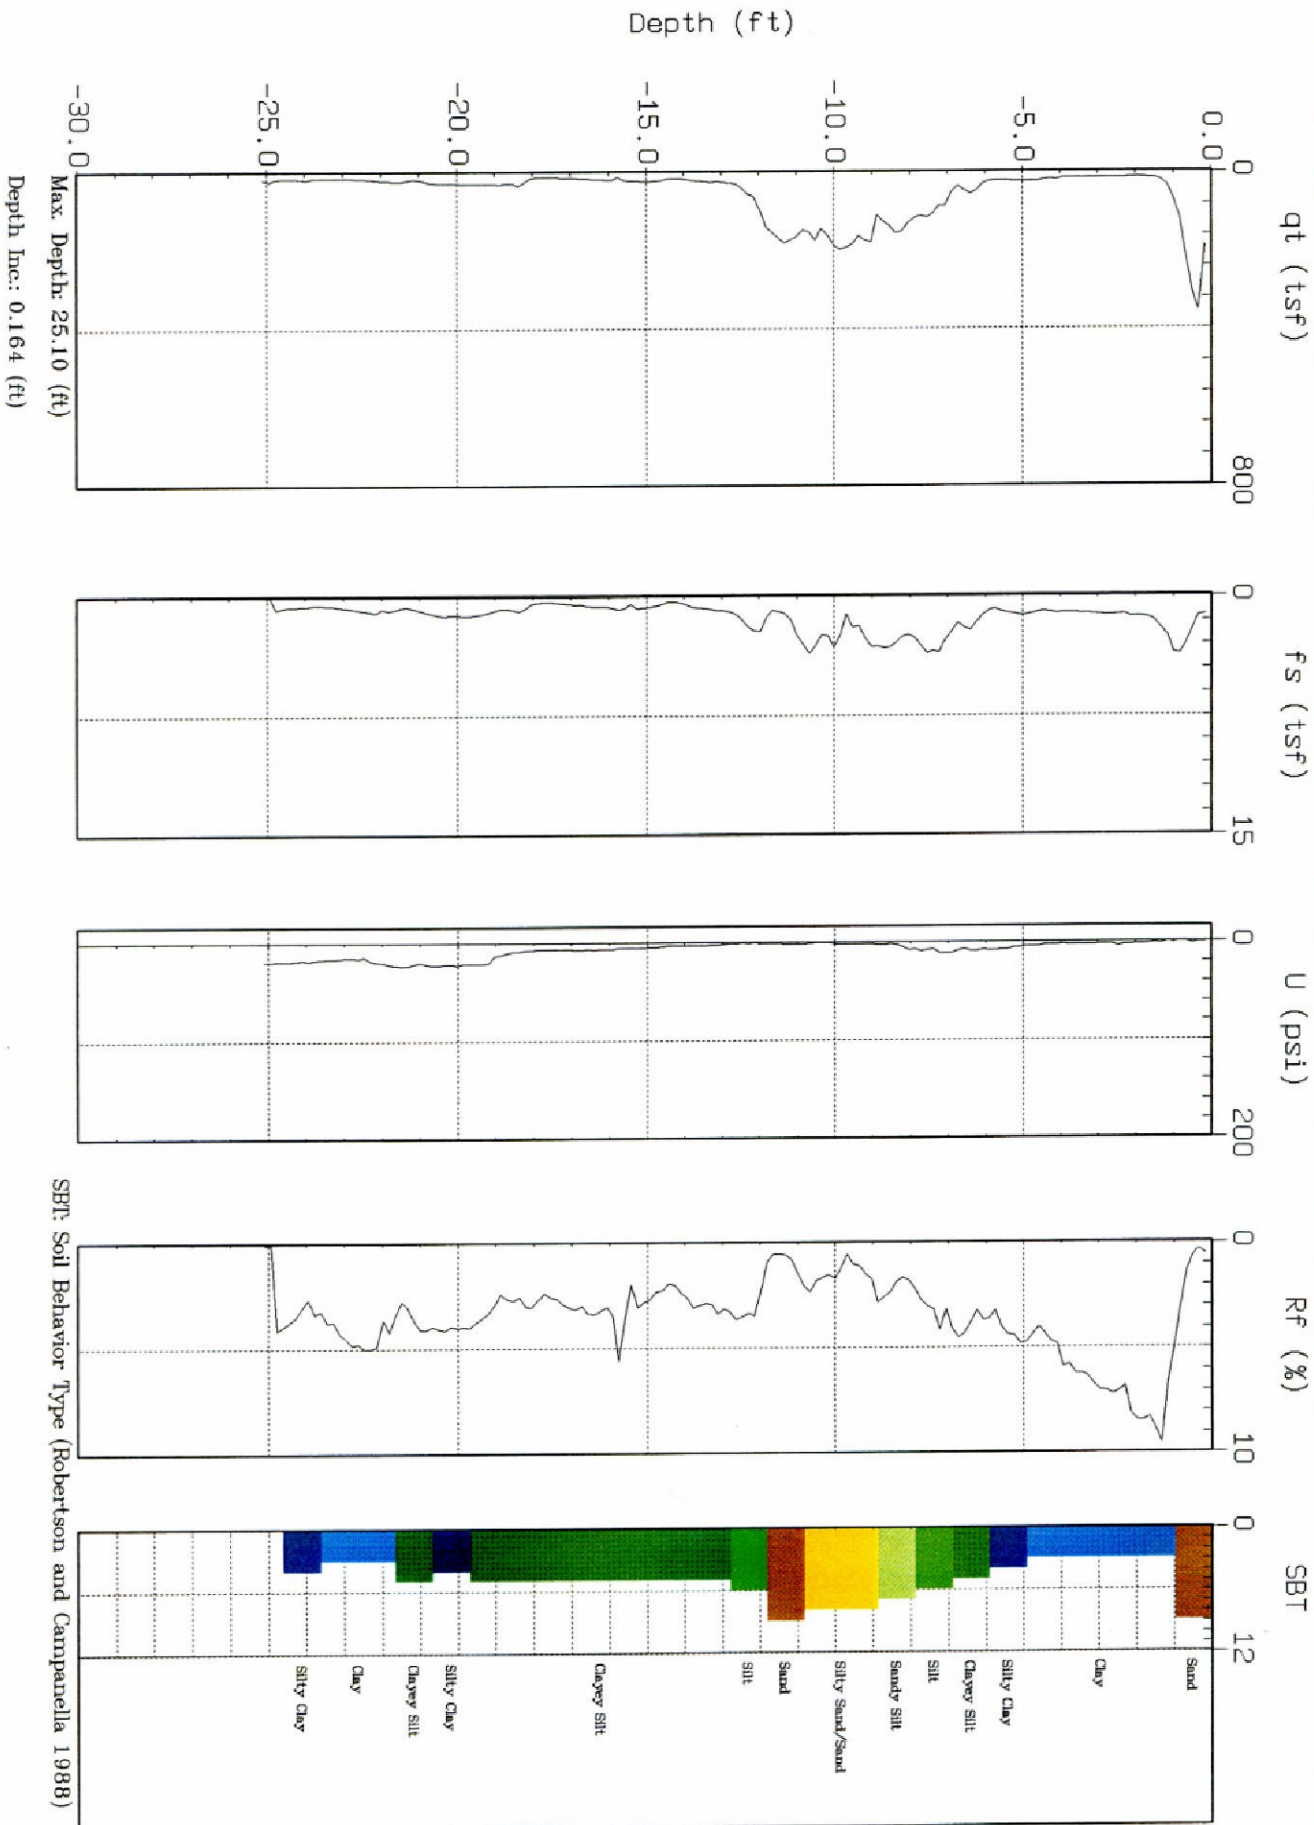 qt (tsf)
0
800
fs (tsf)
0
15
U (psi)
0
200
Rf (%)
0
10
SBT
0
12
Depth (ft)
0.0
-5.0
-10.0
-15.0
-20.0
-25.0
-30.0
Sand
Clay
Silty Clay
Clayey Silt
Silt
Sandy Silt
Silty Sand/Sand
Sand
Silt
Clayey Silt
Silty Clay
Clayey Silt
Clay
Silty Clay
Max. Depth: 25.10 (ft)
Depth Inc.: 0.164 (ft)
SBT: Soil Behavior Type (Robertson and Campanella 1988)